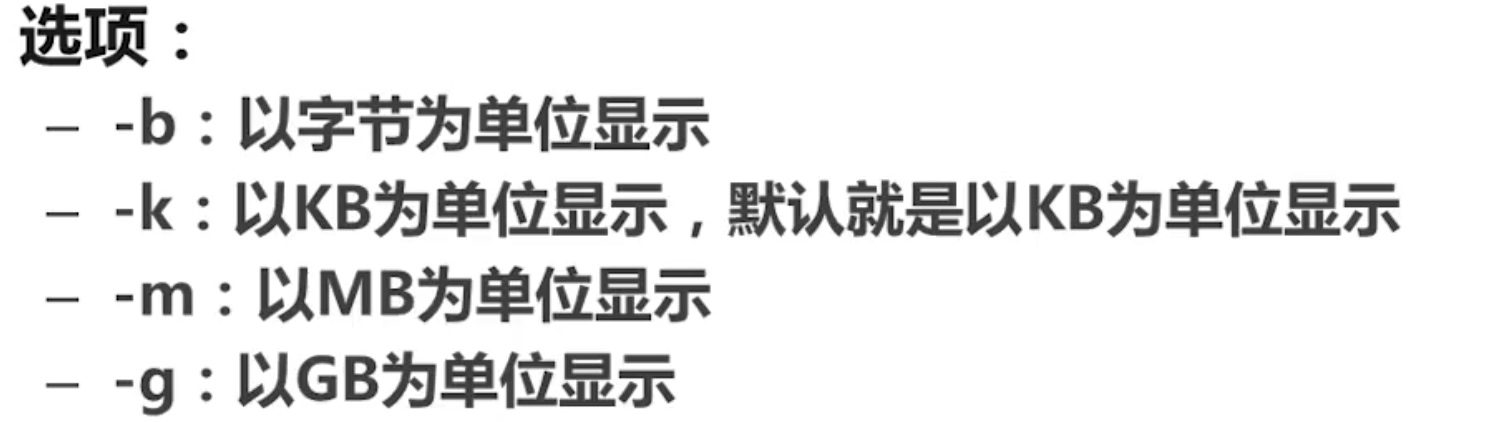 选项：
– -b：以字节为单位显示
– -k：以KB为单位显示，默认就是以KB为单位显示
– -m：以MB为单位显示
– -g：以GB为单位显示